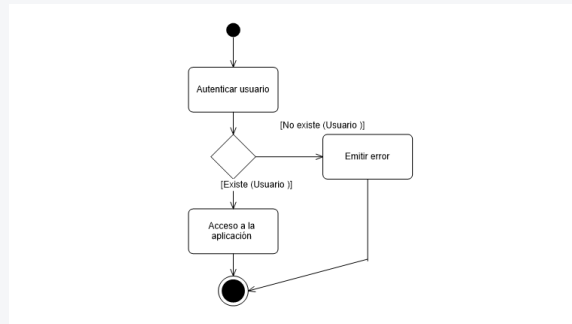 Autenticar usuario
[No existe (Usuario )]
Emitir error
[Existe (Usuario )]
Acceso a la
aplicación